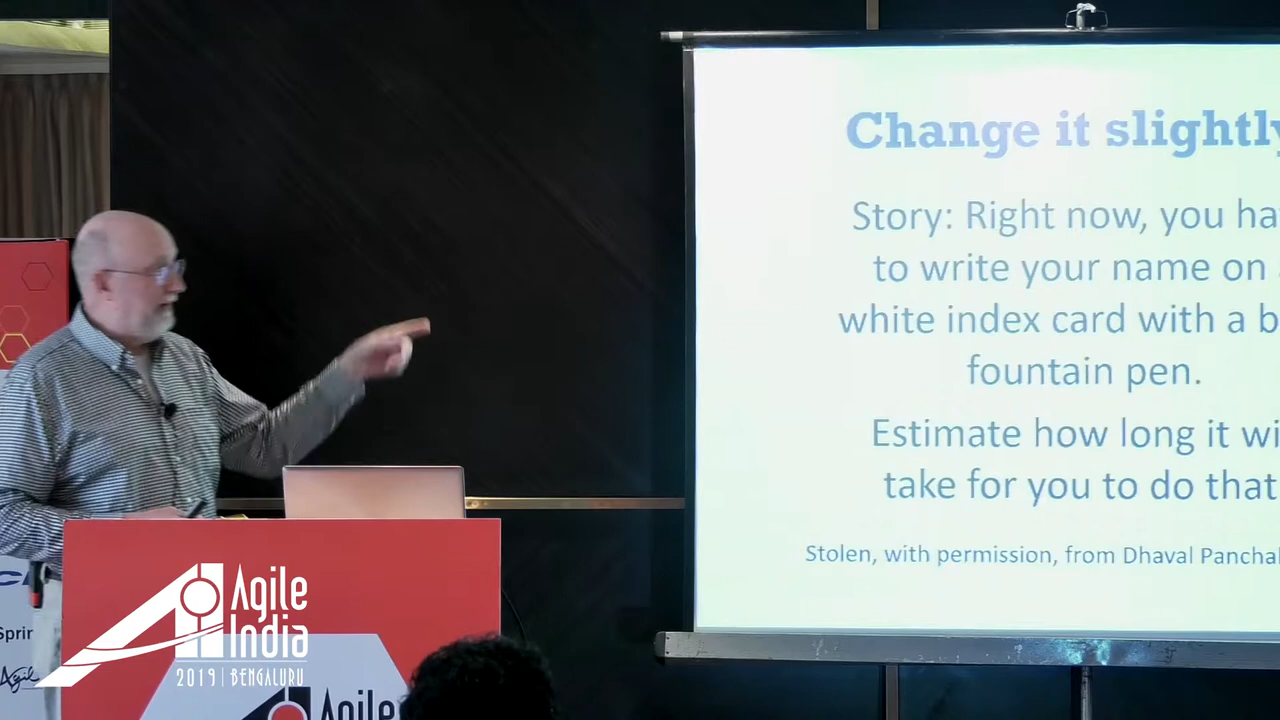 Change it slightly
Story: Right now, you ha
to write your name on
white index card with a b
fountain pen.
Estimate how long it wi
take for you to do that
Stolen, with permission, from Dhaval Panchal
Agile
India
2019 | BENGALURU
Sprin
Agile